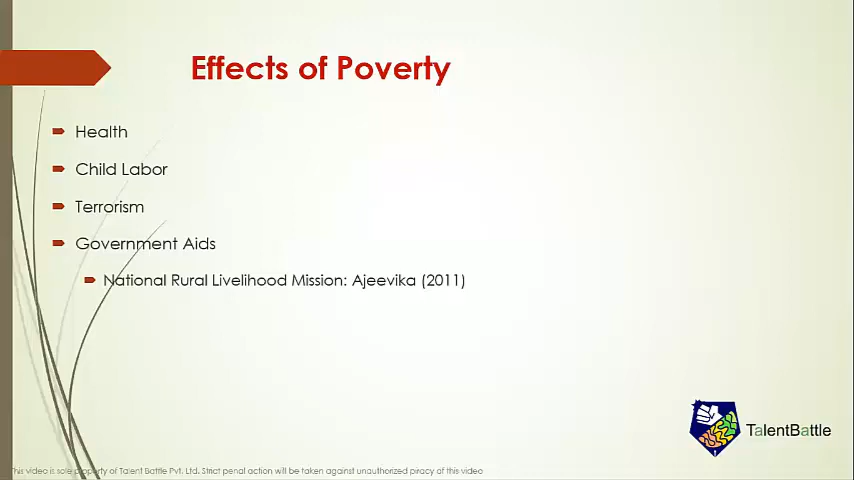 Effects of Poverty
Health
Child Labor
Terrorism
Government Aids
National Rural Livelihood Mission: Ajeevika (2011)
TalentBattle
This video is sole property of Talent Battle Pvt. Ltd. Strict penal action will be taken against unauthorized piracy of this video